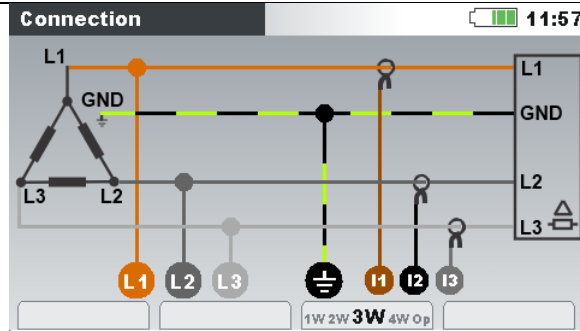 Connection 11:57
L1 L1
GND GND
L3 L2 L2
L3
L1 L2 L3 I1 I2 I3
1W 2W 3W 4W Op